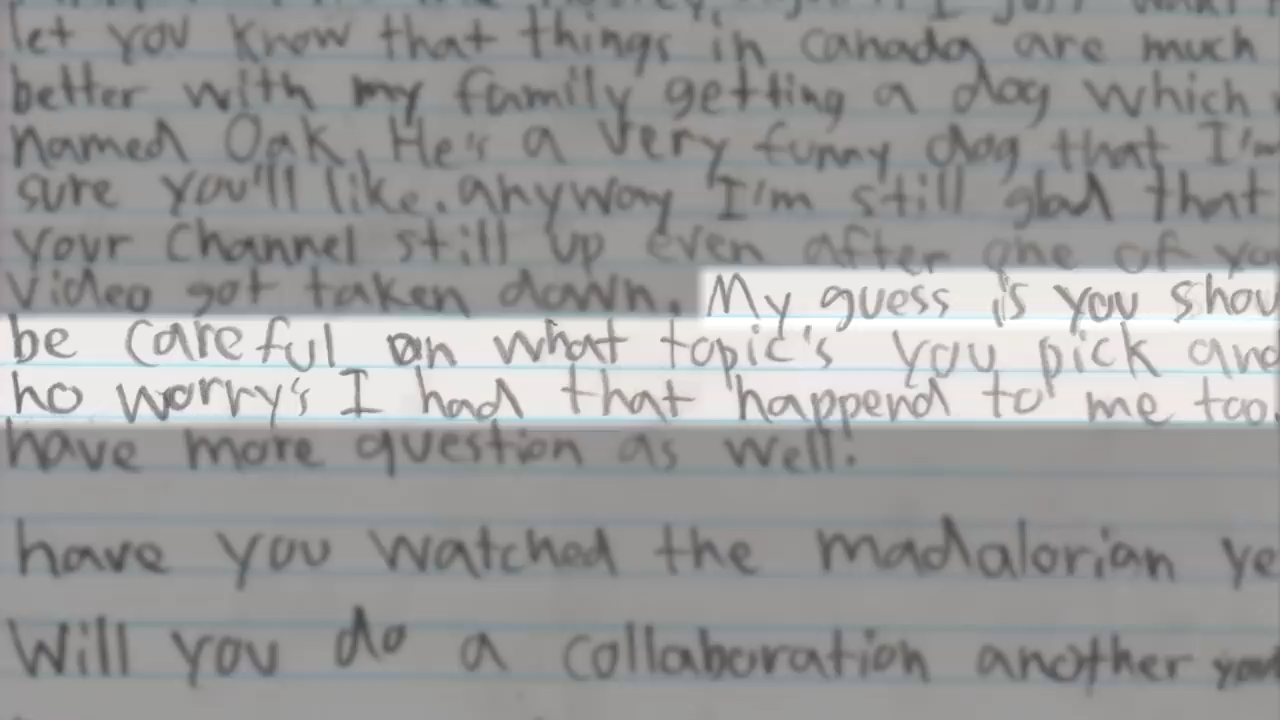 let you know that things in canada are much
better with my family getting a dog which
named Oak. He's a very funny dog that I'm
sure you'll like. anyway I'm still glad that
your Channel still up even after one of
Video got taken down. My guess is you
be careful on what topic's you pick and
no worry's I had that happend to me too.
have more question as well!
have you watched the madalorian
Will you do a collaboration another